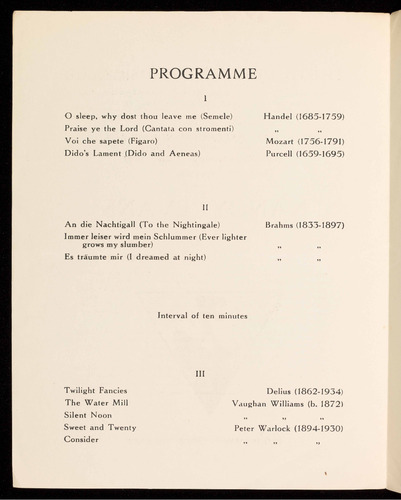 PROGRAMME
I
O sleep, why dost thou leave me (Semele) Handel (1685-1759)
Praise ye the Lord (Cantata con stromenti) ,, ,,
Voi che sapete (Figaro) Mozart (1756-1791)
Dido's Lament (Dido and Aeneas) Purcell (1659-1695)
II
An die Nachtigall (To the Nightingale) Brahms (1833-1897)
Immer leiser wird mein Schlummer (Ever lighter
grows my slumber) ,, ,,
Es träumte mir (I dreamed at night) ,, ,,
Interval of ten minutes
III
Twilight Fancies Delius (1862-1934)
The Water Mill Vaughan Williams (b. 1872)
Silent Noon ,, ,, ,,
Sweet and Twenty Peter Warlock (1894-1930)
Consider ,, ,, ,,